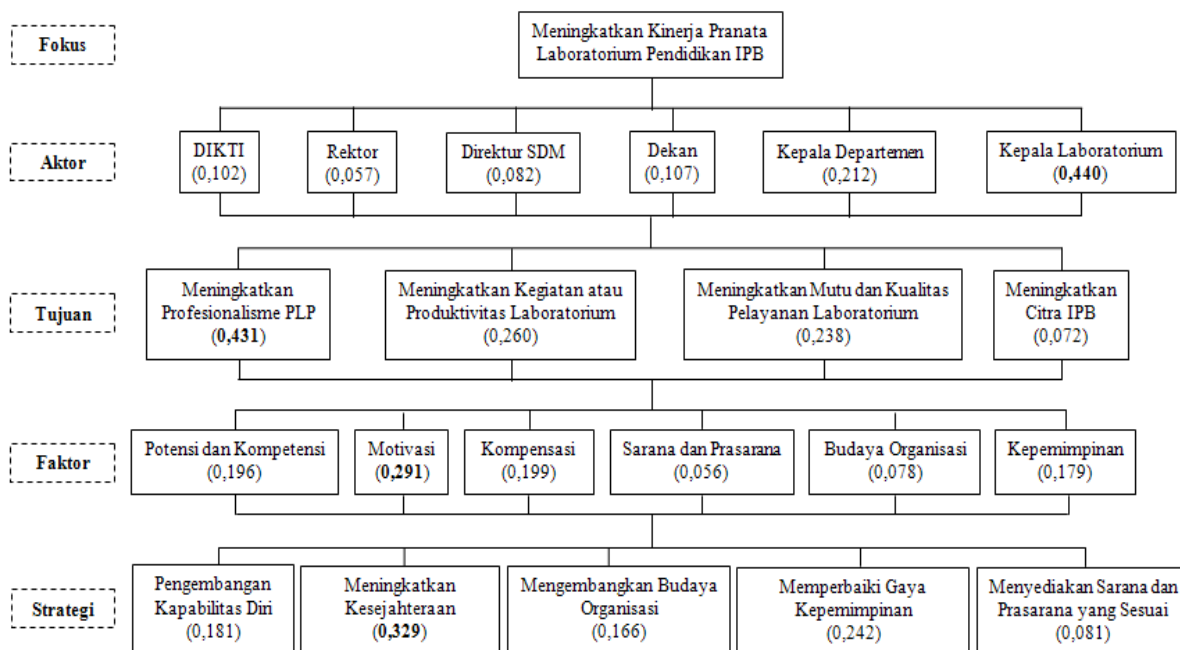 Fokus
Meningkatkan Kinerja Pranata
Laboratorium Pendidikan IPB
Aktor
DIKTI
(0,102)
Rektor
(0,057)
Direktur SDM
(0,082)
Dekan
(0,107)
Kepala Departemen
(0,212)
Kepala Laboratorium
(0,440)
Tujuan
Meningkatkan
Profesionalisme PLP
(0,431)
Meningkatkan Kegiatan atau
Produktivitas Laboratorium
(0,260)
Meningkatkan Mutu dan Kualitas
Pelayanan Laboratorium
(0,238)
Meningkatkan
Citra IPB
(0,072)
Faktor
Potensi dan Kompetensi
(0,196)
Motivasi
(0,291)
Kompensasi
(0,199)
Sarana dan Prasarana
(0,056)
Budaya Organisasi
(0,078)
Kepemimpinan
(0,179)
Strategi
Pengembangan
Kapabilitas Diri
(0,181)
Meningkatkan
Kesejahteraan
(0,329)
Mengembangkan Budaya
Organisasi
(0,166)
Memperbaiki Gaya
Kepemimpinan
(0,242)
Menyediakan Sarana dan
Prasarana yang Sesuai
(0,081)